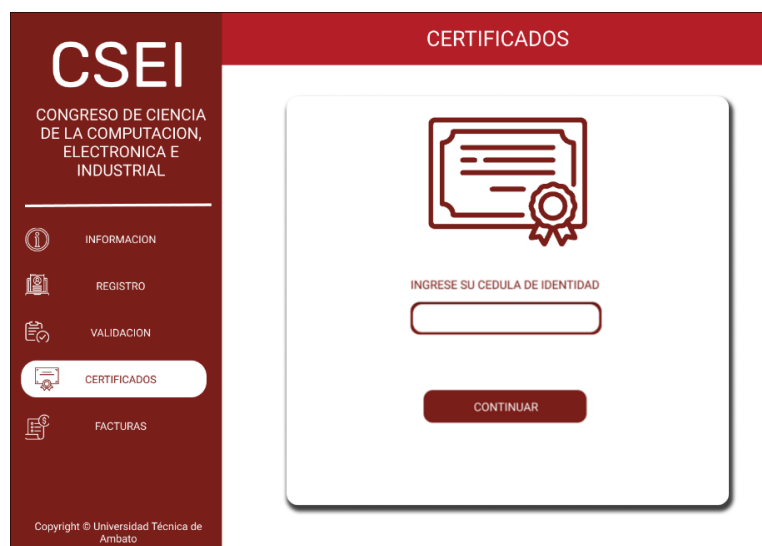 CSEI
CONGRESO DE CIENCIA
DE LA COMPUTACION,
ELECTRONICA E
INDUSTRIAL
INFORMACION
REGISTRO
VALIDACION
CERTIFICADOS
FACTURAS
Copyright © Universidad Técnica de
Ambato
CERTIFICADOS
INGRESE SU CEDULA DE IDENTIDAD
CONTINUAR